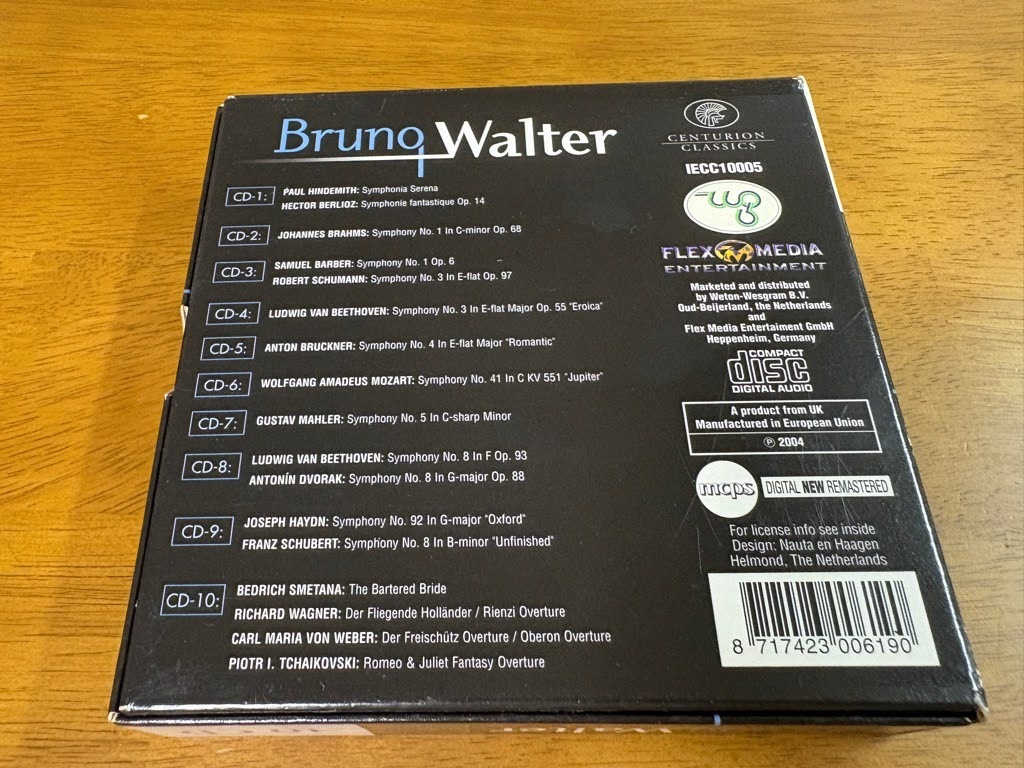 Bruno Walter
CD-1:
PAUL HINDEMITH: Symphonia Serena
HECTOR BERLIOZ: Symphonie fantastique Op. 14
CD-2:
JOHANNES BRAHMS: Symphony No. 1 In C-minor Op. 68
CD-3:
SAMUEL BARBER: Symphony No. 1 Op. 6
ROBERT SCHUMANN: Symphony No. 3 In E-flat Op. 97
CD-4:
LUDWIG VAN BEETHOVEN: Symphony No. 3 In E-flat Major Op. 55 "Eroica"
CD-5:
ANTON BRUCKNER: Symphony No. 4 In E-flat Major "Romantic"
CD-6:
WOLFGANG AMADEUS MOZART: Symphony No. 41 In C KV 551 "Jupiter"
CD-7:
GUSTAV MAHLER: Symphony No. 5 In C-sharp Minor
CD-8:
LUDWIG VAN BEETHOVEN: Symphony No. 8 In F Op. 93
ANTONÍN DVORAK: Symphony No. 8 In G-major Op. 88
CD-9:
JOSEPH HAYDN: Symphony No. 92 In G-major "Oxford"
FRANZ SCHUBERT: Symphony No. 8 In B-minor "Unfinished"
CD-10:
BEDRICH SMETANA: The Bartered Bride
RICHARD WAGNER: Der Fliegende Holländer / Rienzi Overture
CARL MARIA VON WEBER: Der Freischütz Overture / Oberon Overture
PIOTR I. TCHAIKOVSKI: Romeo & Juliet Fantasy Overture
CENTURION
CLASSICS
IECC10005
FLEX MEDIA
ENTERTAINMENT
Marketed and distributed
by Weton-Wesgram B.V.
Oud-Beijerland, the Netherlands
and
Flex Media Entertaiment GmbH
Heppenheim, Germany
COMPACT
disc
DIGITAL AUDIO
A product from UK
Manufactured in European Union
℗ 2004
mcps
DIGITAL NEW REMASTERED
For license info see inside
Design: Nauta en Haagen
Helmond, The Netherlands
8 717423 006190
Walter